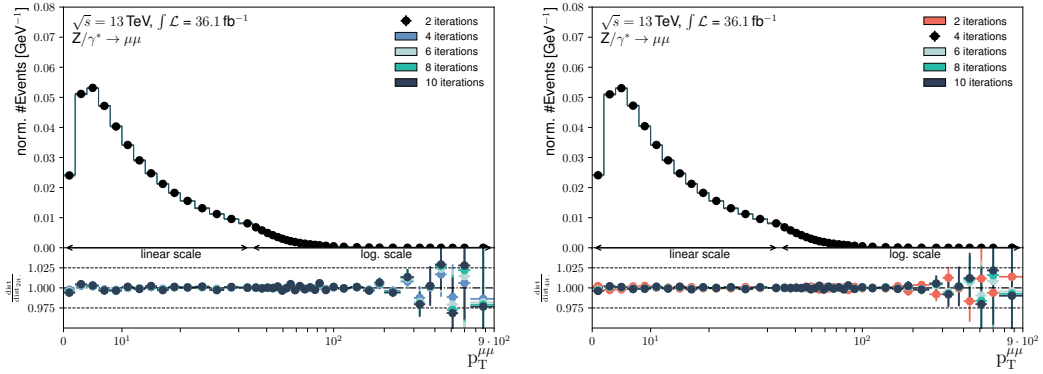 √s = 13 TeV, ∫ℒ = 36.1 fb⁻¹
Z/γ* → μμ
2 iterations
4 iterations
6 iterations
8 iterations
10 iterations
norm. #Events [GeV⁻¹]
0.08
0.07
0.06
0.05
0.04
0.03
0.02
0.01
0.00
linear scale
log. scale
dist/dist₂ᵢₜ.
1.025
1.000
0.975
0
10¹
10²
9 · 10²
p_T^μμ
√s = 13 TeV, ∫ℒ = 36.1 fb⁻¹
Z/γ* → μμ
2 iterations
4 iterations
6 iterations
8 iterations
10 iterations
norm. #Events [GeV⁻¹]
0.08
0.07
0.06
0.05
0.04
0.03
0.02
0.01
0.00
linear scale
log. scale
dist/dist₄ᵢₜ.
1.025
1.000
0.975
0
10¹
10²
9 · 10²
p_T^μμ